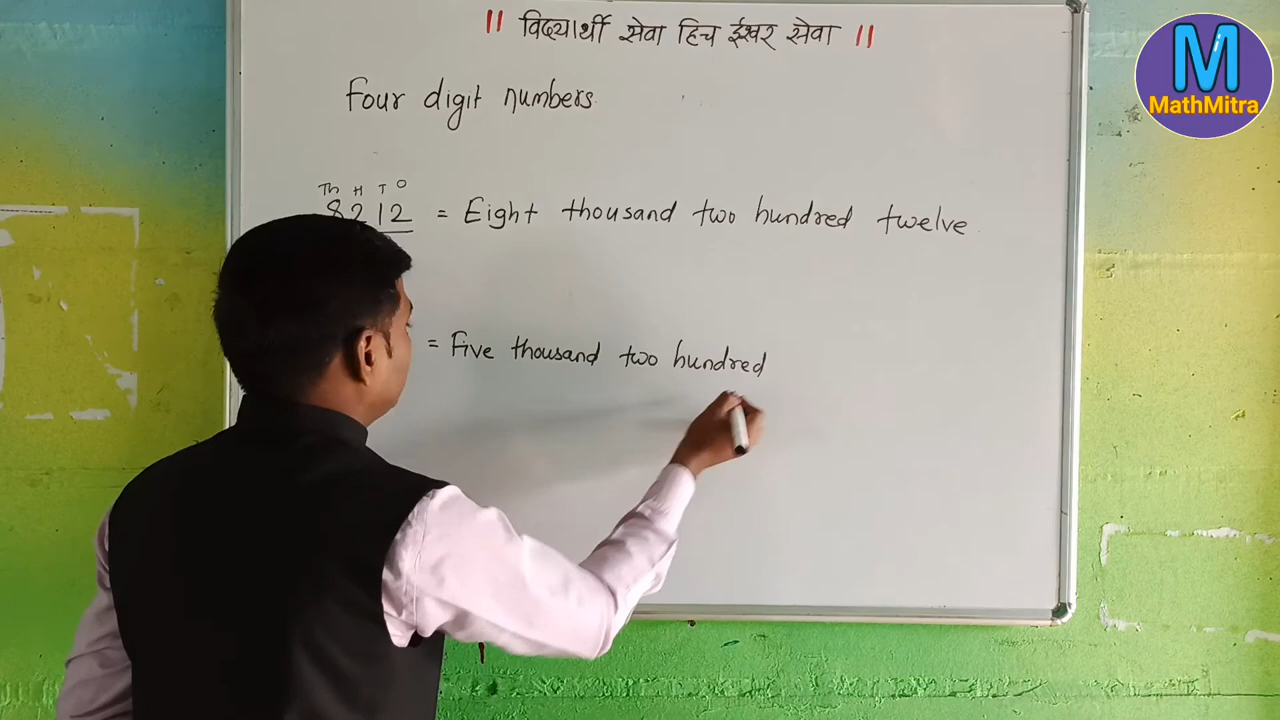 || विद्यार्थी सेवा हिच ईश्वर सेवा ||
M
MathMitra
Four digit numbers
Th H T O
8212 = Eight thousand two hundred twelve
= Five thousand two hundred